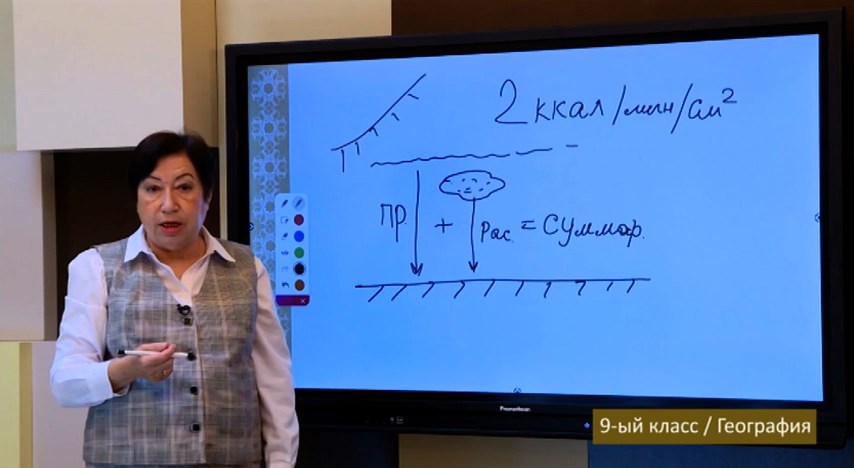 2 ккал/мин/см²
ПР + Рас. = Суммар.
Promethean
9-ый класс / География